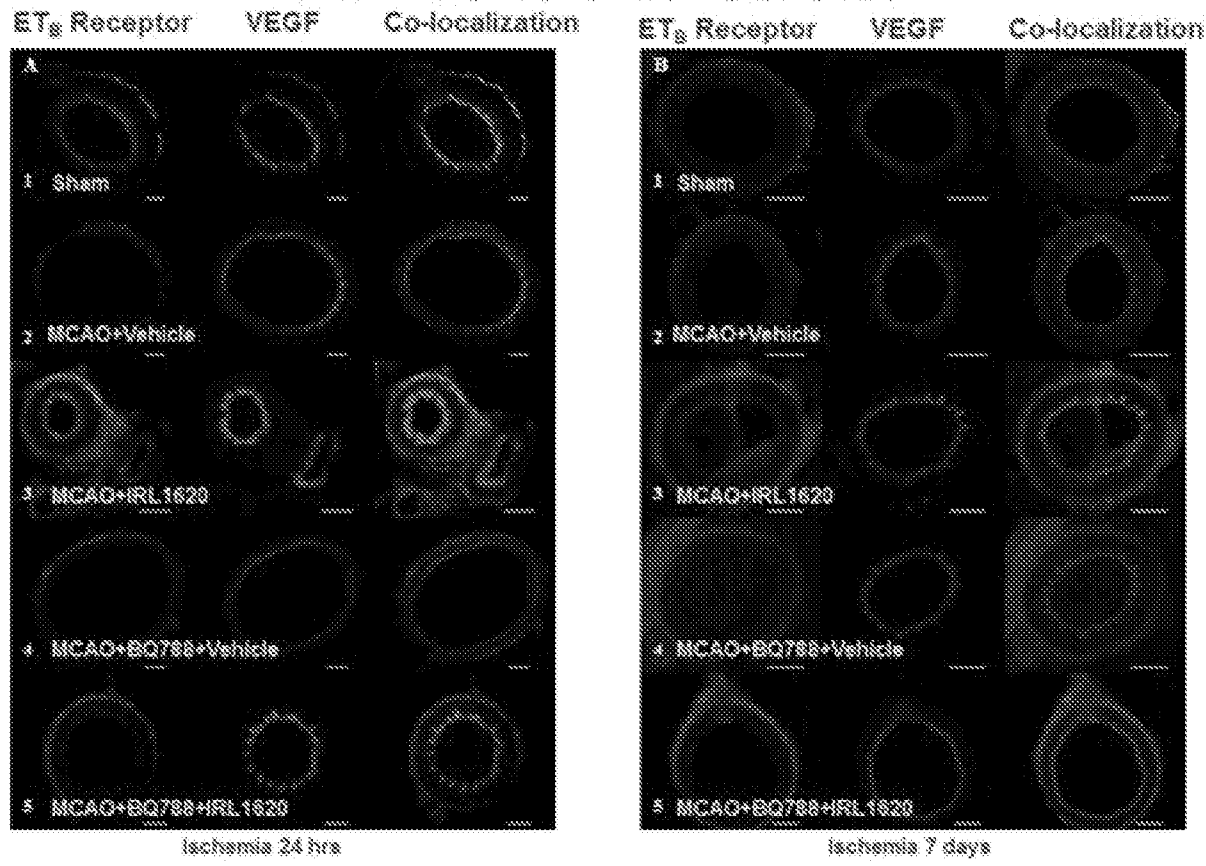 ET_B Receptor VEGF Co-localization
A
1 Sham
2 MCAO+Vehicle
3 MCAO+IRL1620
4 MCAO+BQ788+Vehicle
5 MCAO+BQ788+IRL1620
Ischemia 24 hrs
ET_B Receptor VEGF Co-localization
B
1 Sham
2 MCAO+Vehicle
3 MCAO+IRL1620
4 MCAO+BQ788+Vehicle
5 MCAO+BQ788+IRL1620
Ischemia 7 days